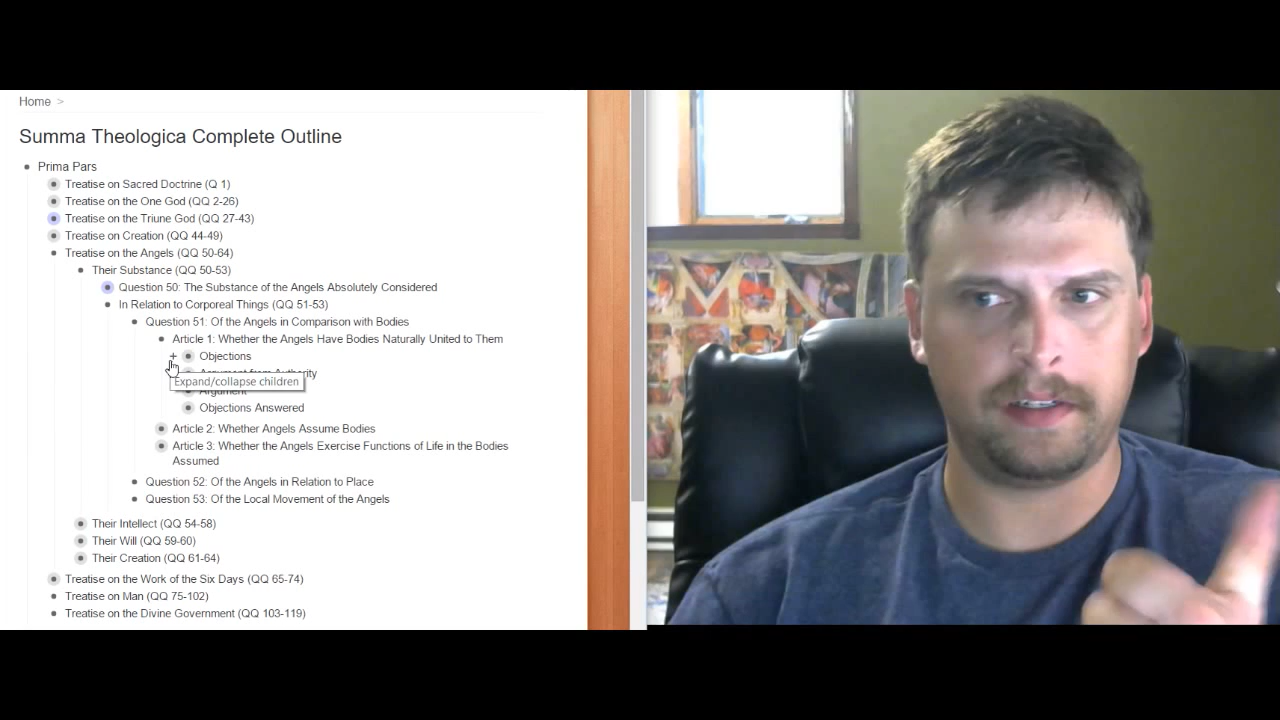 Home >
Summa Theologica Complete Outline
Prima Pars
Treatise on Sacred Doctrine (Q 1)
Treatise on the One God (QQ 2-26)
Treatise on the Triune God (QQ 27-43)
Treatise on Creation (QQ 44-49)
Treatise on the Angels (QQ 50-64)
Their Substance (QQ 50-53)
Question 50: The Substance of the Angels Absolutely Considered
In Relation to Corporeal Things (QQ 51-53)
Question 51: Of the Angels in Comparison with Bodies
Article 1: Whether the Angels Have Bodies Naturally United to Them
+ Objections
Argument from Authority
Expand/collapse children
Argument
Objections Answered
Article 2: Whether Angels Assume Bodies
Article 3: Whether the Angels Exercise Functions of Life in the Bodies
Assumed
Question 52: Of the Angels in Relation to Place
Question 53: Of the Local Movement of the Angels
Their Intellect (QQ 54-58)
Their Will (QQ 59-60)
Their Creation (QQ 61-64)
Treatise on the Work of the Six Days (QQ 65-74)
Treatise on Man (QQ 75-102)
Treatise on the Divine Government (QQ 103-119)